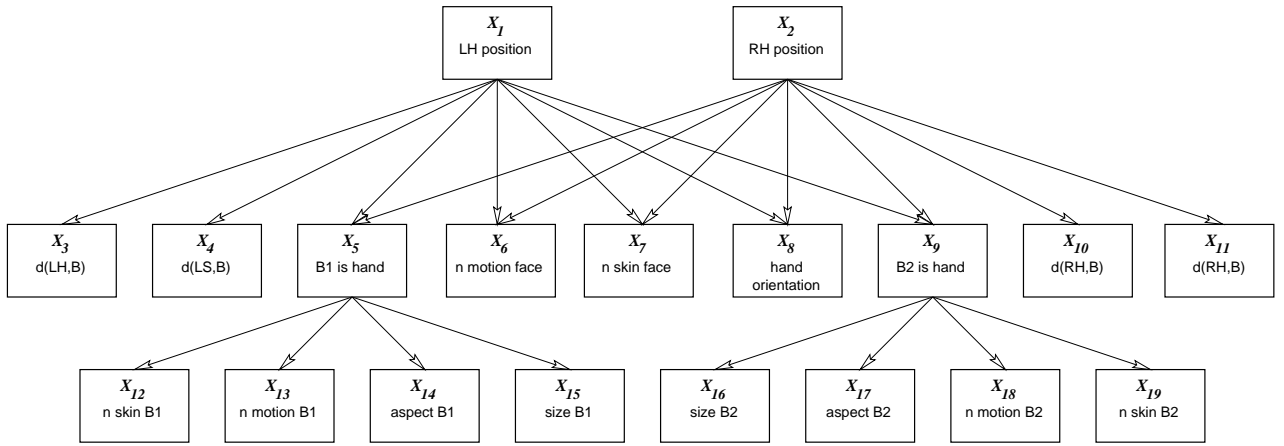 X1
LH position
X2
RH position
X3
d(LH,B)
X4
d(LS,B)
X5
B1 is hand
X6
n motion face
X7
n skin face
X8
hand
orientation
X9
B2 is hand
X10
d(RH,B)
X11
d(RH,B)
X12
n skin B1
X13
n motion B1
X14
aspect B1
X15
size B1
X16
size B2
X17
aspect B2
X18
n motion B2
X19
n skin B2